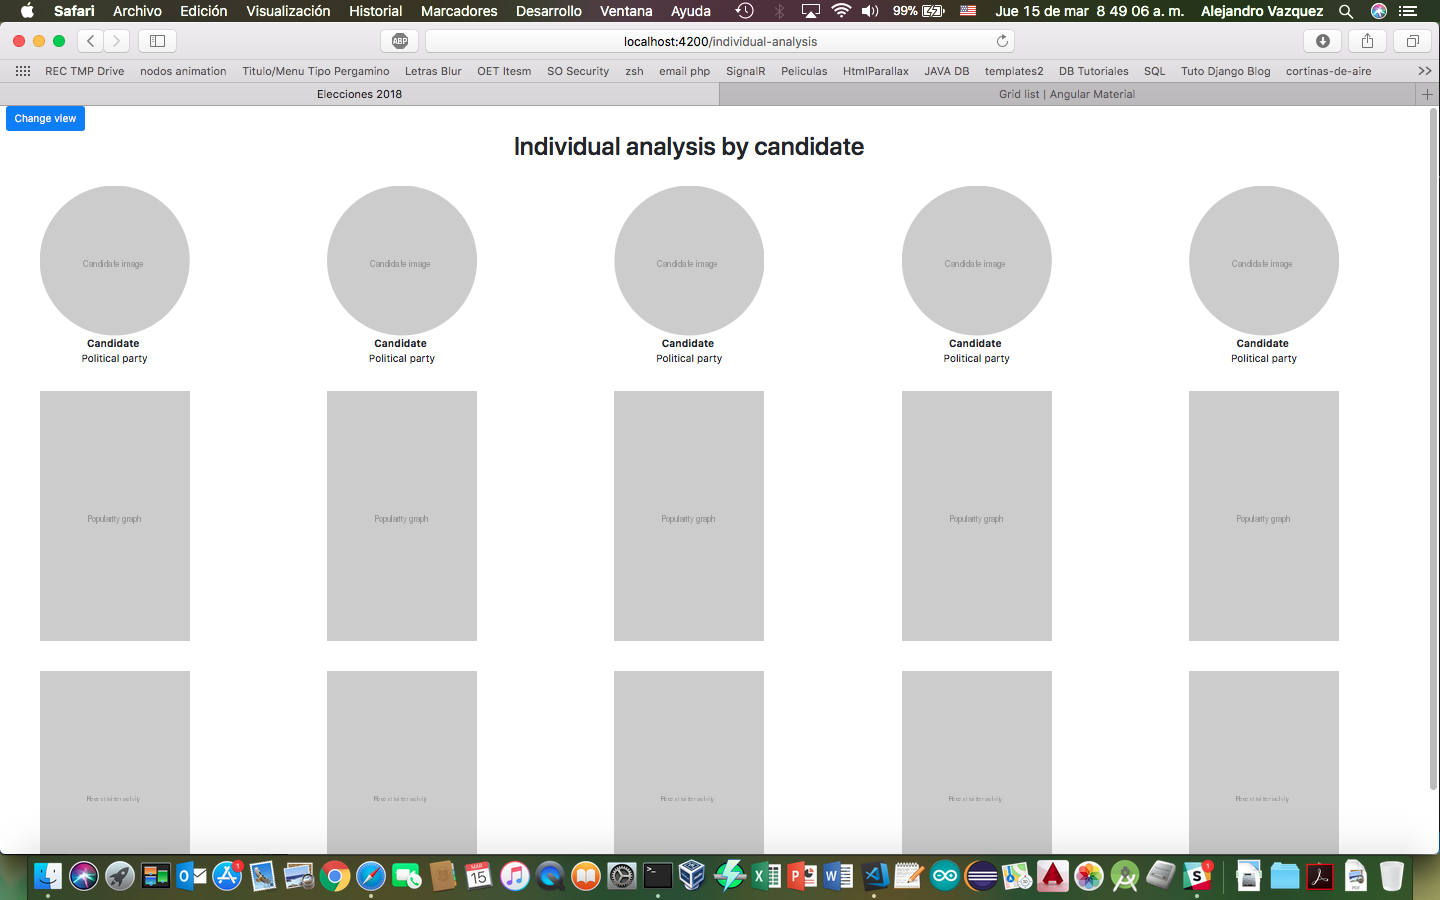 Safari Archivo Edición Visualización Historial Marcadores Desarrollo Ventana Ayuda 99% Jue 15 de mar 8 49 06 a. m. Alejandro Vazquez
ABP localhost:4200/individual-analysis
REC TMP Drive nodos animation Titulo/Menu Tipo Pergamino Letras Blur OET Itesm SO Security zsh email php SignalR Peliculas HtmlParallax JAVA DB templates2 DB Tutoriales SQL Tuto Django Blog cortinas-de-aire
Elecciones 2018 Grid list | Angular Material
Change view
Individual analysis by candidate
Candidate image Candidate image Candidate image Candidate image Candidate image
Candidate Candidate Candidate Candidate Candidate
Political party Political party Political party Political party Political party
Popularity graph Popularity graph Popularity graph Popularity graph Popularity graph
MAR
15
1
1